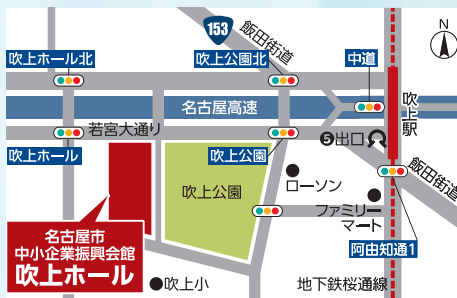 153
飯田街道
N
吹上ホール北
吹上公園北
中道
名古屋高速
吹上駅
若宮大通り
5出口
吹上ホール
吹上公園
飯田街道
ローソン
吹上公園
ファミリー
マート
名古屋市
中小企業振興会館
吹上ホール
阿由知通1
吹上小
地下鉄桜通線